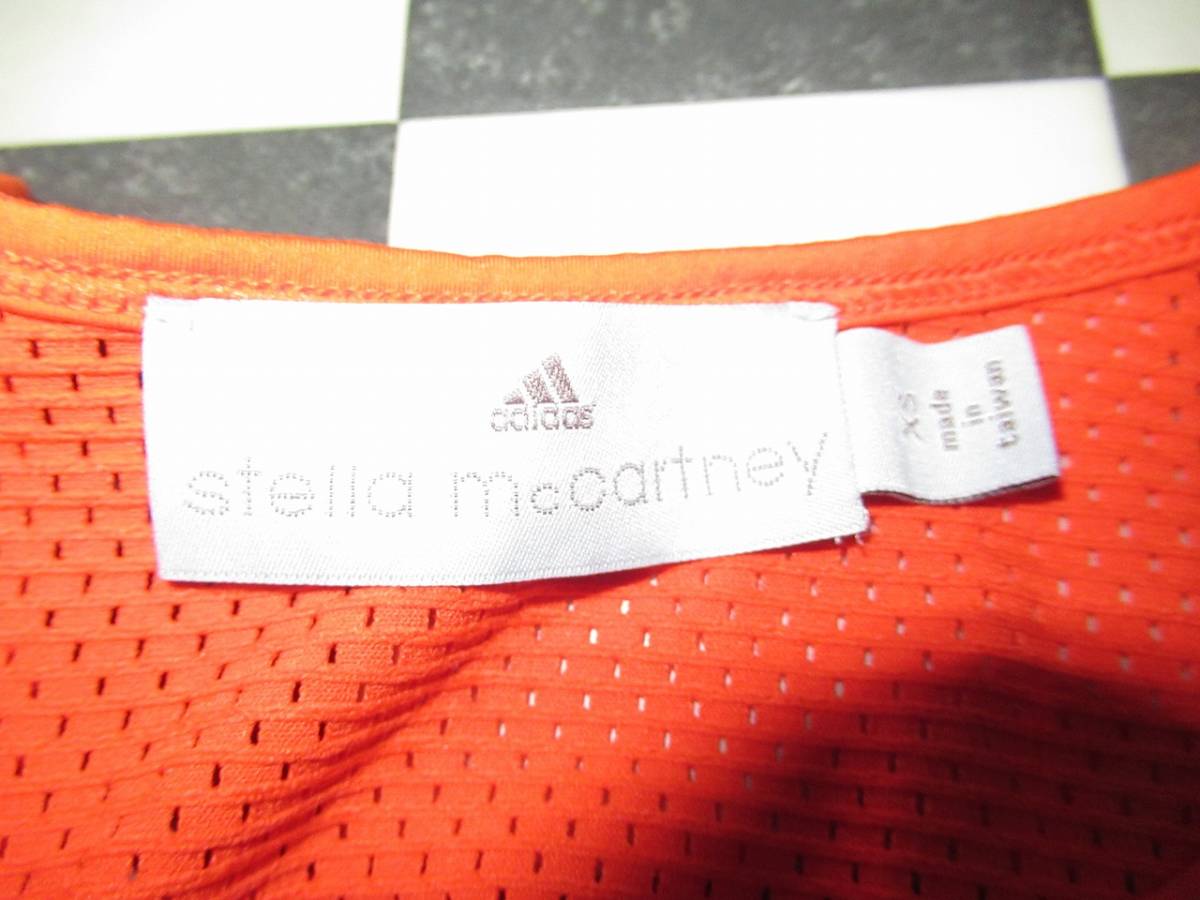 adidas
stella mccartney
XS
made
in
taiwan